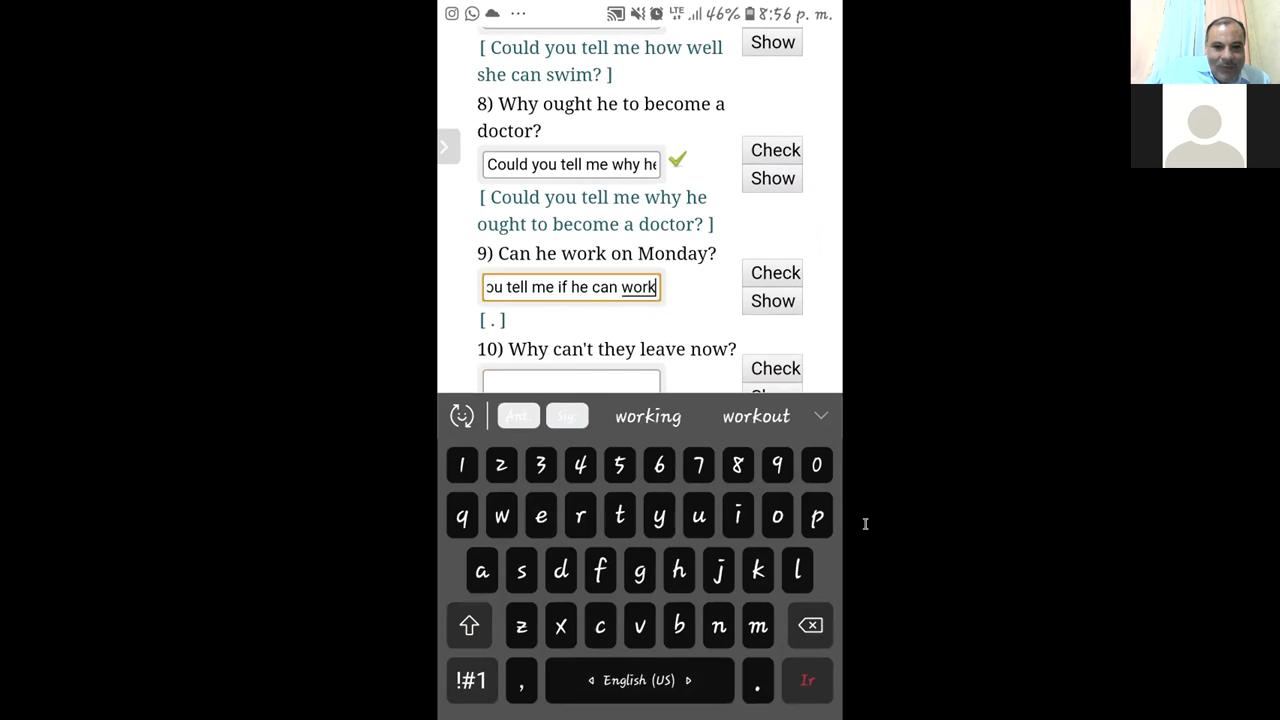 46% 8:56 p. m.
[ Could you tell me how well
she can swim? ]
Show
8) Why ought he to become a
doctor?
Could you tell me why he
Check
Show
[ Could you tell me why he
ought to become a doctor? ]
9) Can he work on Monday?
ou tell me if he can work
Check
Show
[ . ]
10) Why can't they leave now?
Check
Ant. Sig. working workout
1 2 3 4 5 6 7 8 9 0
q w e r t y u i o p
a s d f g h j k l
z x c v b n m
!#1 , English (US) . Ir